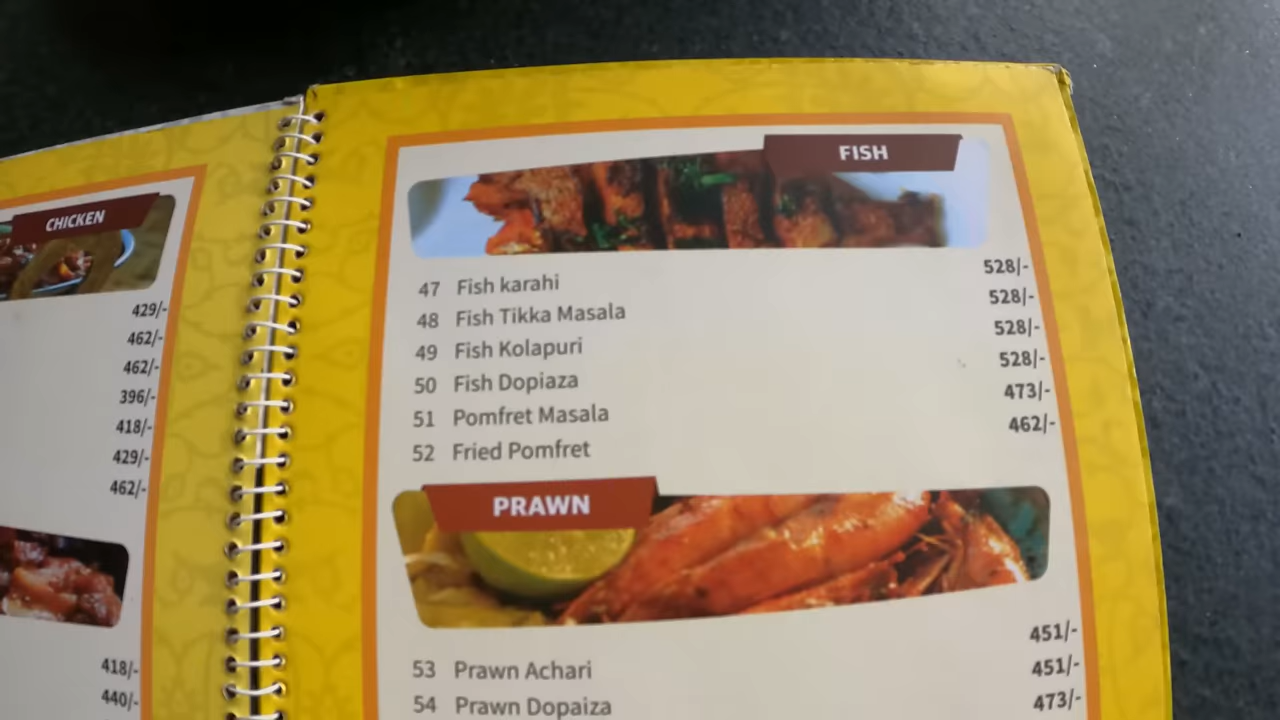 CHICKEN
429/-
462/-
462/-
396/-
418/-
429/-
462/-
418/-
440/-
FISH
47 Fish karahi 528/-
48 Fish Tikka Masala 528/-
49 Fish Kolapuri 528/-
50 Fish Dopiaza 528/-
51 Pomfret Masala 473/-
52 Fried Pomfret 462/-
PRAWN
53 Prawn Achari 451/-
54 Prawn Dopaiza 451/-
473/-